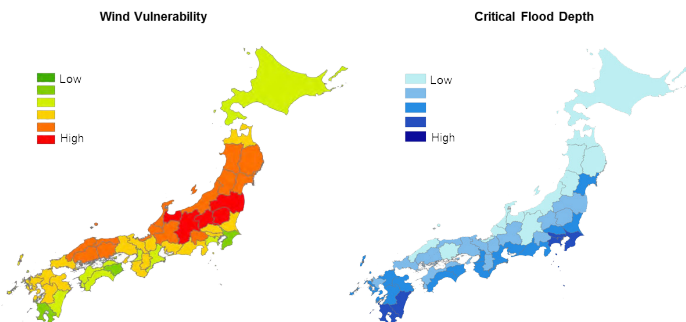 Wind Vulnerability
Critical Flood Depth
Low
High
Low
High